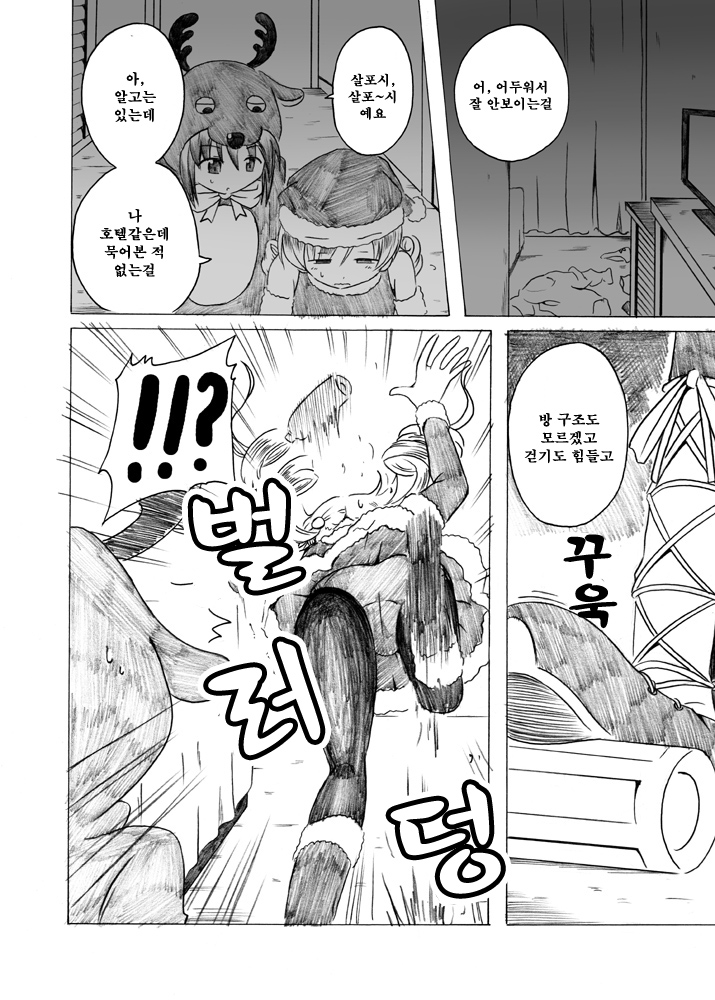 어, 어두워서
잘 안보이는걸
살포시,
살포~시
예요
아,
알고는
있는데
나
호텔같은데
묵어본 적
없는걸
방 구조도
모르겠고
걷기도 힘들고
꾸욱
!!?
벌
러
덩